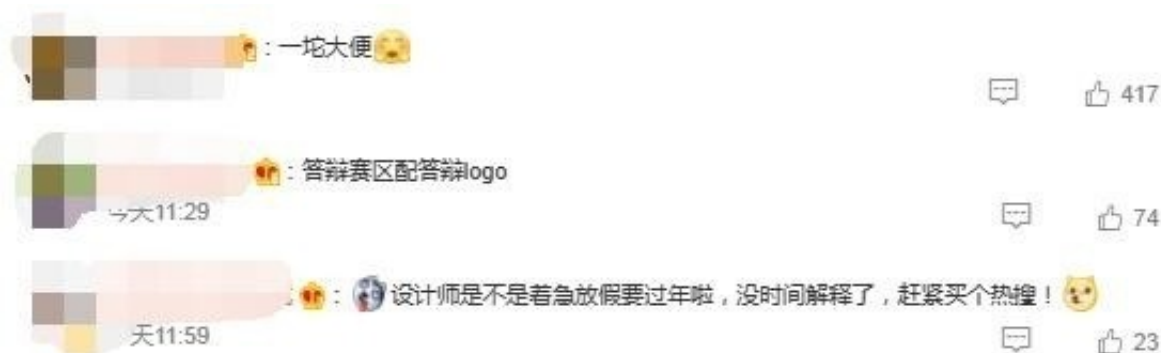 ：一坨大便
417
：答辩赛区配答辩logo
今天11:29
74
：设计师是不是着急放假要过年啦，没时间解释了，赶紧买个热搜！
天11:59
23